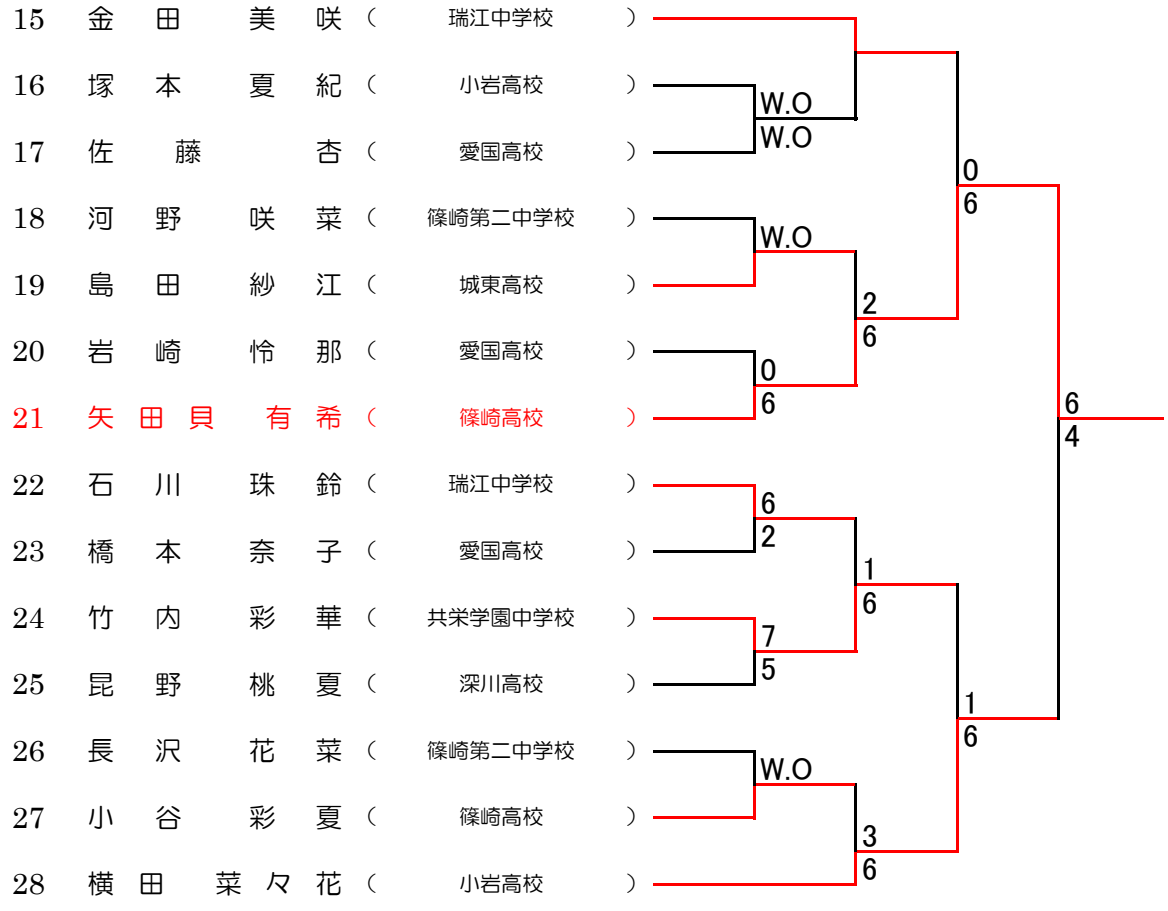 15 金田 美咲 ( 瑞江中学校 )
16 塚本 夏紀 ( 小岩高校 )
W.O
17 佐藤 杏 ( 愛国高校 )
W.O
0
6
18 河野 咲菜 ( 篠崎第二中学校 )
W.O
19 島田 紗江 ( 城東高校 )
2
6
20 岩崎 怜那 ( 愛国高校 )
0
6
21 矢田貝 有希 ( 篠崎高校 )
6
4
22 石川 珠鈴 ( 瑞江中学校 )
6
2
23 橋本 奈子 ( 愛国高校 )
1
6
24 竹内 彩華 ( 共栄学園中学校 )
7
5
25 昆野 桃夏 ( 深川高校 )
1
6
26 長沢 花菜 ( 篠崎第二中学校 )
W.O
27 小谷 彩夏 ( 篠崎高校 )
3
6
28 横田 菜々花 ( 小岩高校 )